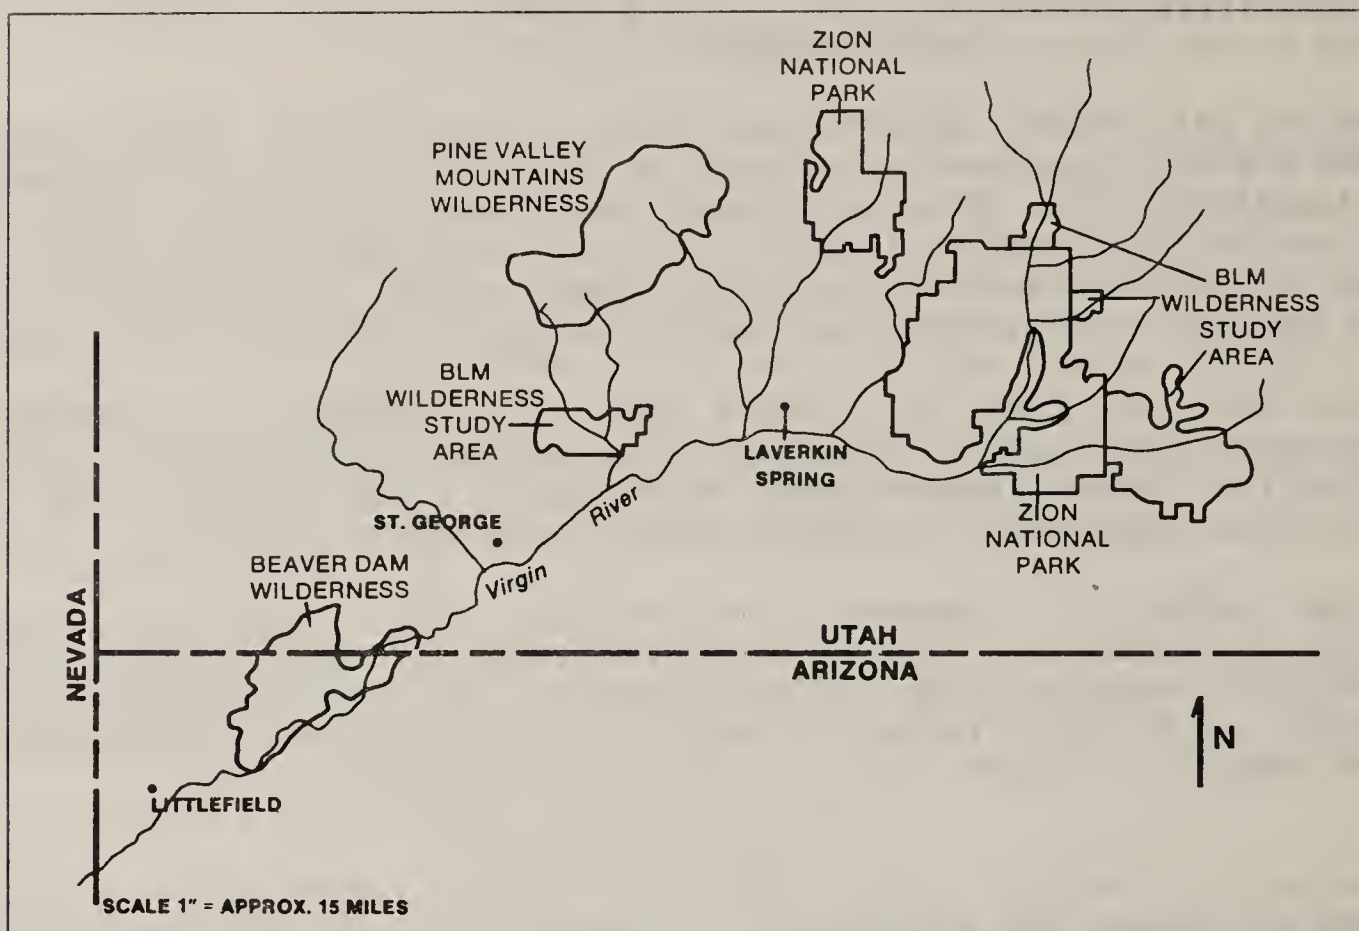 ZION
NATIONAL
PARK
PINE VALLEY
MOUNTAINS
WILDERNESS
BLM
WILDERNESS
STUDY
AREA
BLM
WILDERNESS
STUDY
AREA
LAVERKIN
SPRING
River
ST. GEORGE
ZION
NATIONAL
PARK
Virgin
BEAVER DAM
WILDERNESS
NEVADA
UTAH
ARIZONA
N
LITTLEFIELD
SCALE 1" = APPROX. 15 MILES